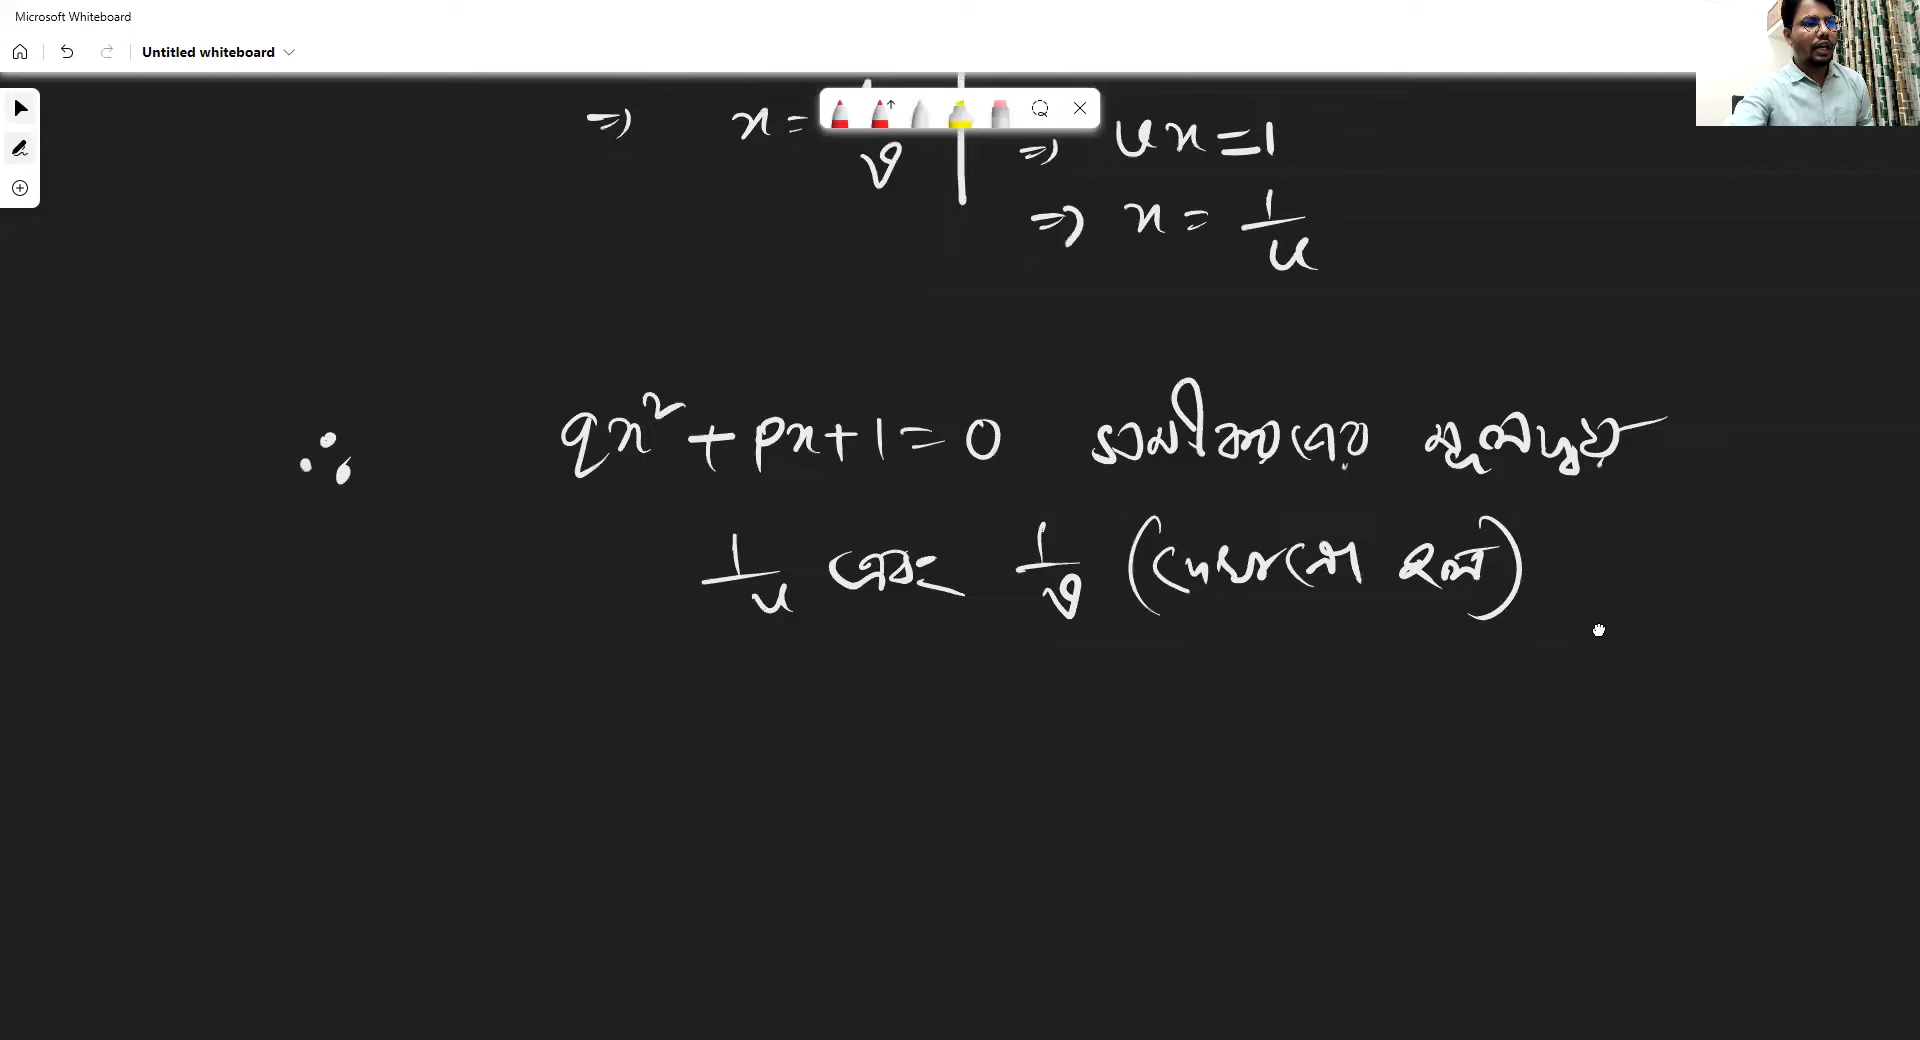 Microsoft Whiteboard
Untitled whiteboard
⇒ x =
v
⇒ ux = 1
⇒ x = 1/u
∴ qx² + px + 1 = 0 সমীকরণের মূলদ্বয়
1/u এবং 1/v (দেখানো হল)